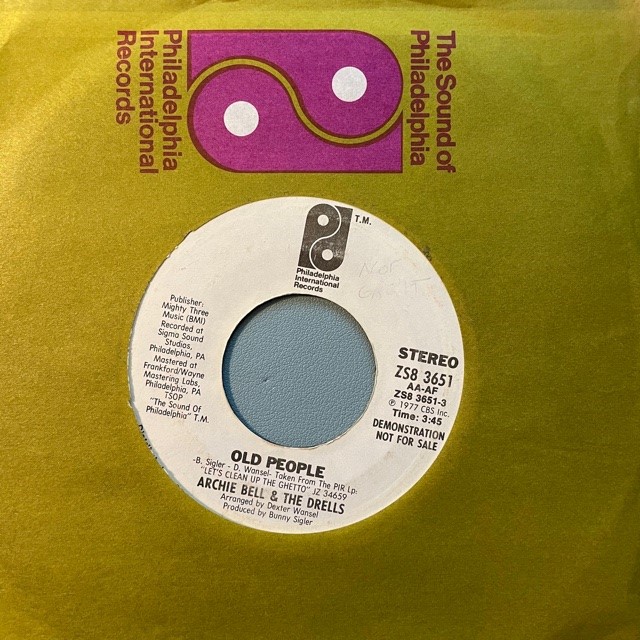 The Sound of
Philadelphia
Philadelphia
International
Records
T.M.
Philadelphia
International
Records
Publisher:
Mighty Three
Music (BMI)
Recorded at
Sigma Sound
Studios,
Philadelphia, PA
Mastered at
Frankford/Wayne
Mastering Labs,
Philadelphia, PA
TSOP
"The Sound Of
Philadelphia" T.M.
STEREO
ZS8 3651
AA-AF
ZS8 3651-3
Ⓟ 1977 CBS Inc.
Time: 3:45
DEMONSTRATION
NOT FOR SALE
OLD PEOPLE
-B. Sigler - D. Wansel- Taken From The PIR Lp:
"LET'S CLEAN UP THE GHETTO" JZ 34659
ARCHIE BELL & THE DRELLS
Arranged by Dexter Wansel
Produced by Bunny Sigler